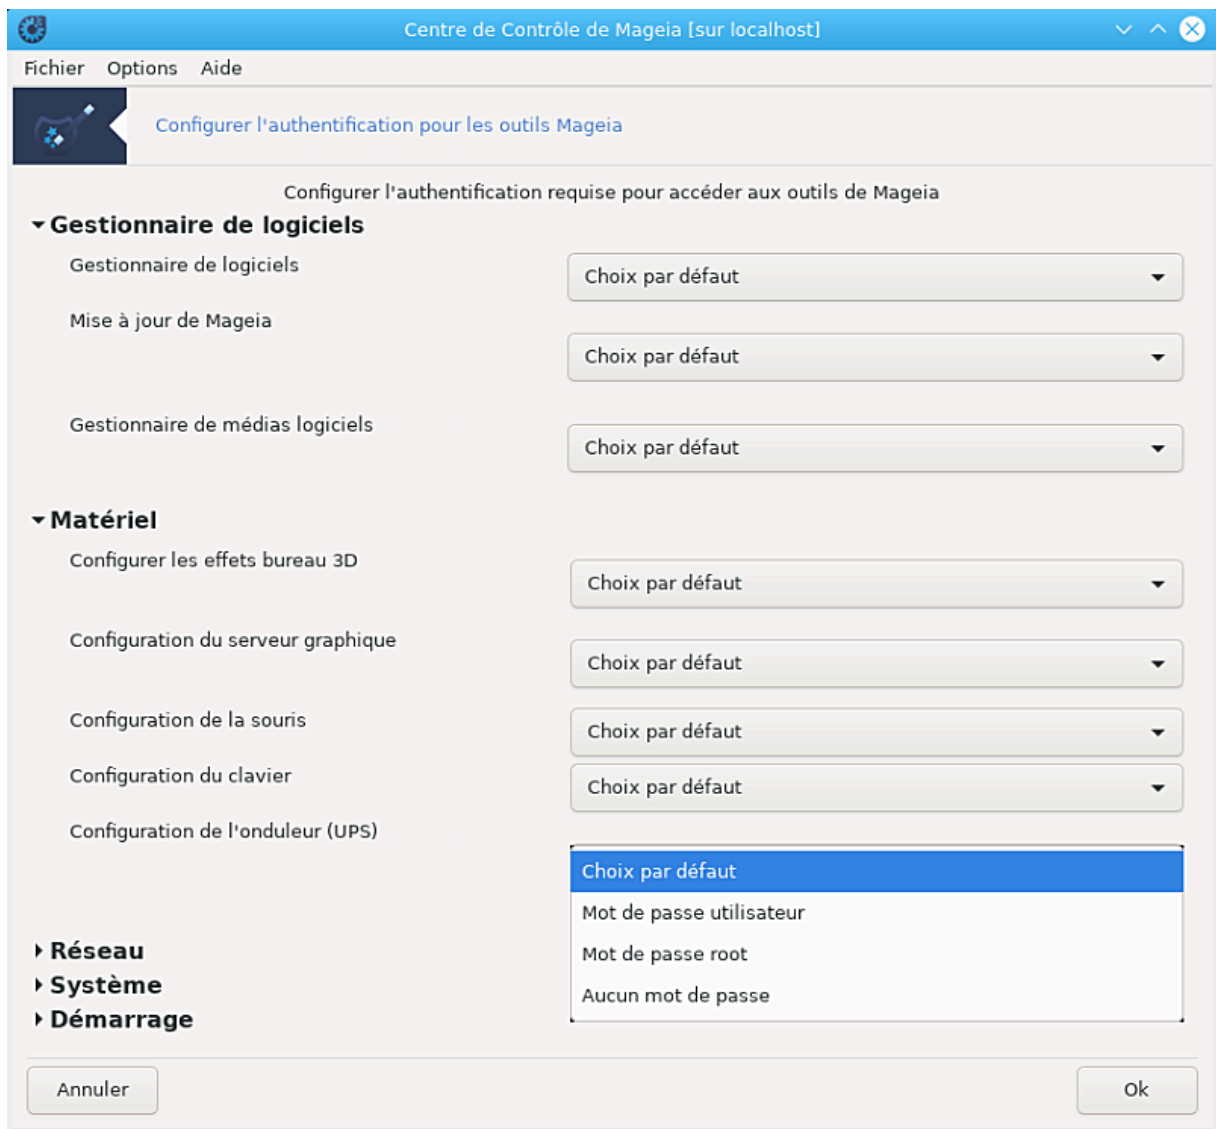 Centre de Contrôle de Mageia [sur localhost]
Fichier Options Aide
Configurer l'authentification pour les outils Mageia
Configurer l'authentification requise pour accéder aux outils de Mageia
Gestionnaire de logiciels
Gestionnaire de logiciels
Choix par défaut
Mise à jour de Mageia
Choix par défaut
Gestionnaire de médias logiciels
Choix par défaut
Matériel
Configurer les effets bureau 3D
Choix par défaut
Configuration du serveur graphique
Choix par défaut
Configuration de la souris
Choix par défaut
Configuration du clavier
Choix par défaut
Configuration de l'onduleur (UPS)
Choix par défaut
Mot de passe utilisateur
Mot de passe root
Aucun mot de passe
Réseau
Système
Démarrage
Annuler
Ok